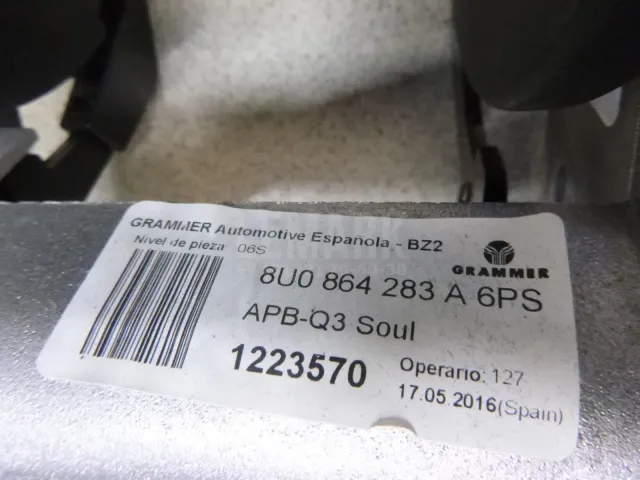 GRAMMER Automotive Española - BZ2
Nivel de pieza: 06S
GRAMMER
8U0 864 283 A 6PS
APB-Q3 Soul
1223570
Operario: 127
17.05.2016 (Spain)